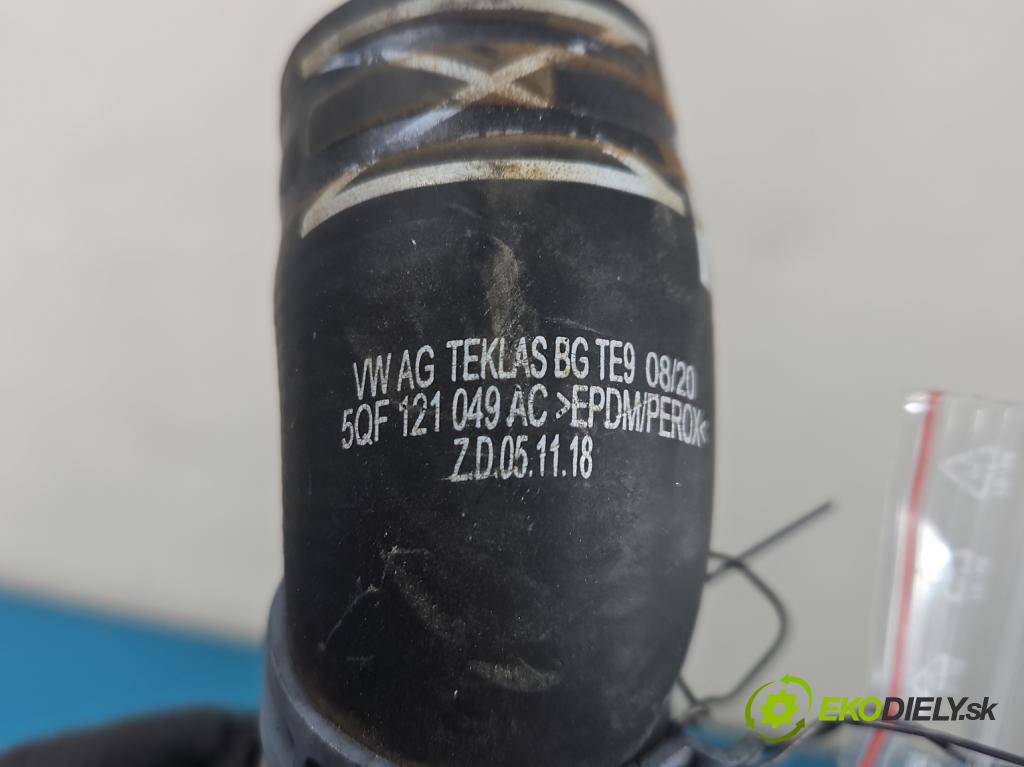 VW AG TEKLAS BG TE9 08/20
5QF 121 049 AC >EPDM/PEROX<
Z.D.05.11.18
EKODIELY.sk